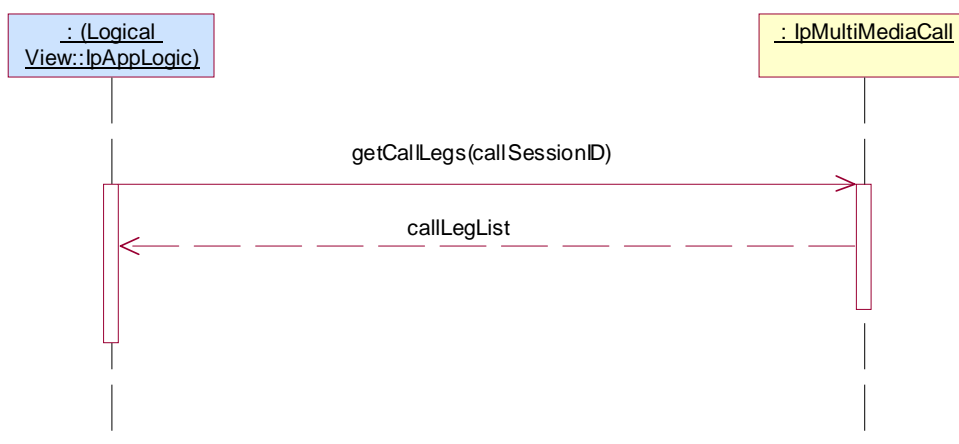 : (Logical
View::IpAppLogic)
: IpMultiMediaCall
getCallLegs(callSessionID)
callLegList